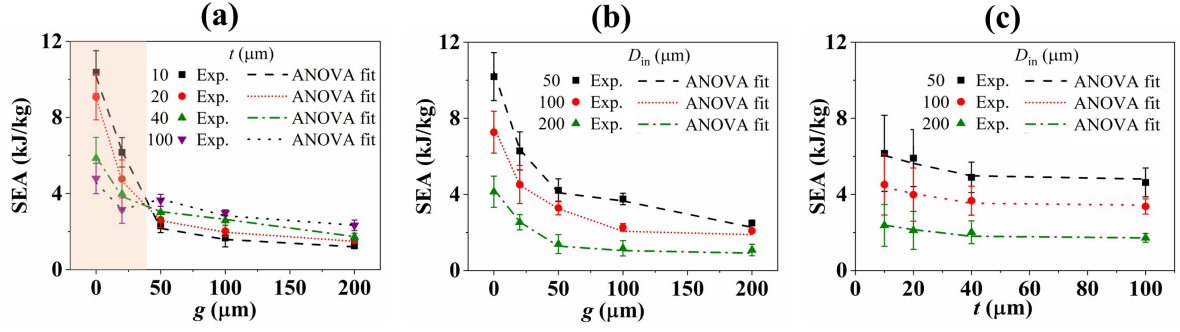 (a)
SEA (kJ/kg)
12
8
4
0
t (μm)
10 Exp. ANOVA fit
20 Exp. ANOVA fit
40 Exp. ANOVA fit
100 Exp. ANOVA fit
0 50 100 150 200
g (μm)
(b)
SEA (kJ/kg)
12
8
4
0
Din (μm)
50 Exp. ANOVA fit
100 Exp. ANOVA fit
200 Exp. ANOVA fit
0 50 100 150 200
g (μm)
(c)
SEA (kJ/kg)
12
8
4
0
Din (μm)
50 Exp. ANOVA fit
100 Exp. ANOVA fit
200 Exp. ANOVA fit
20 40 60 80 100
t (μm)